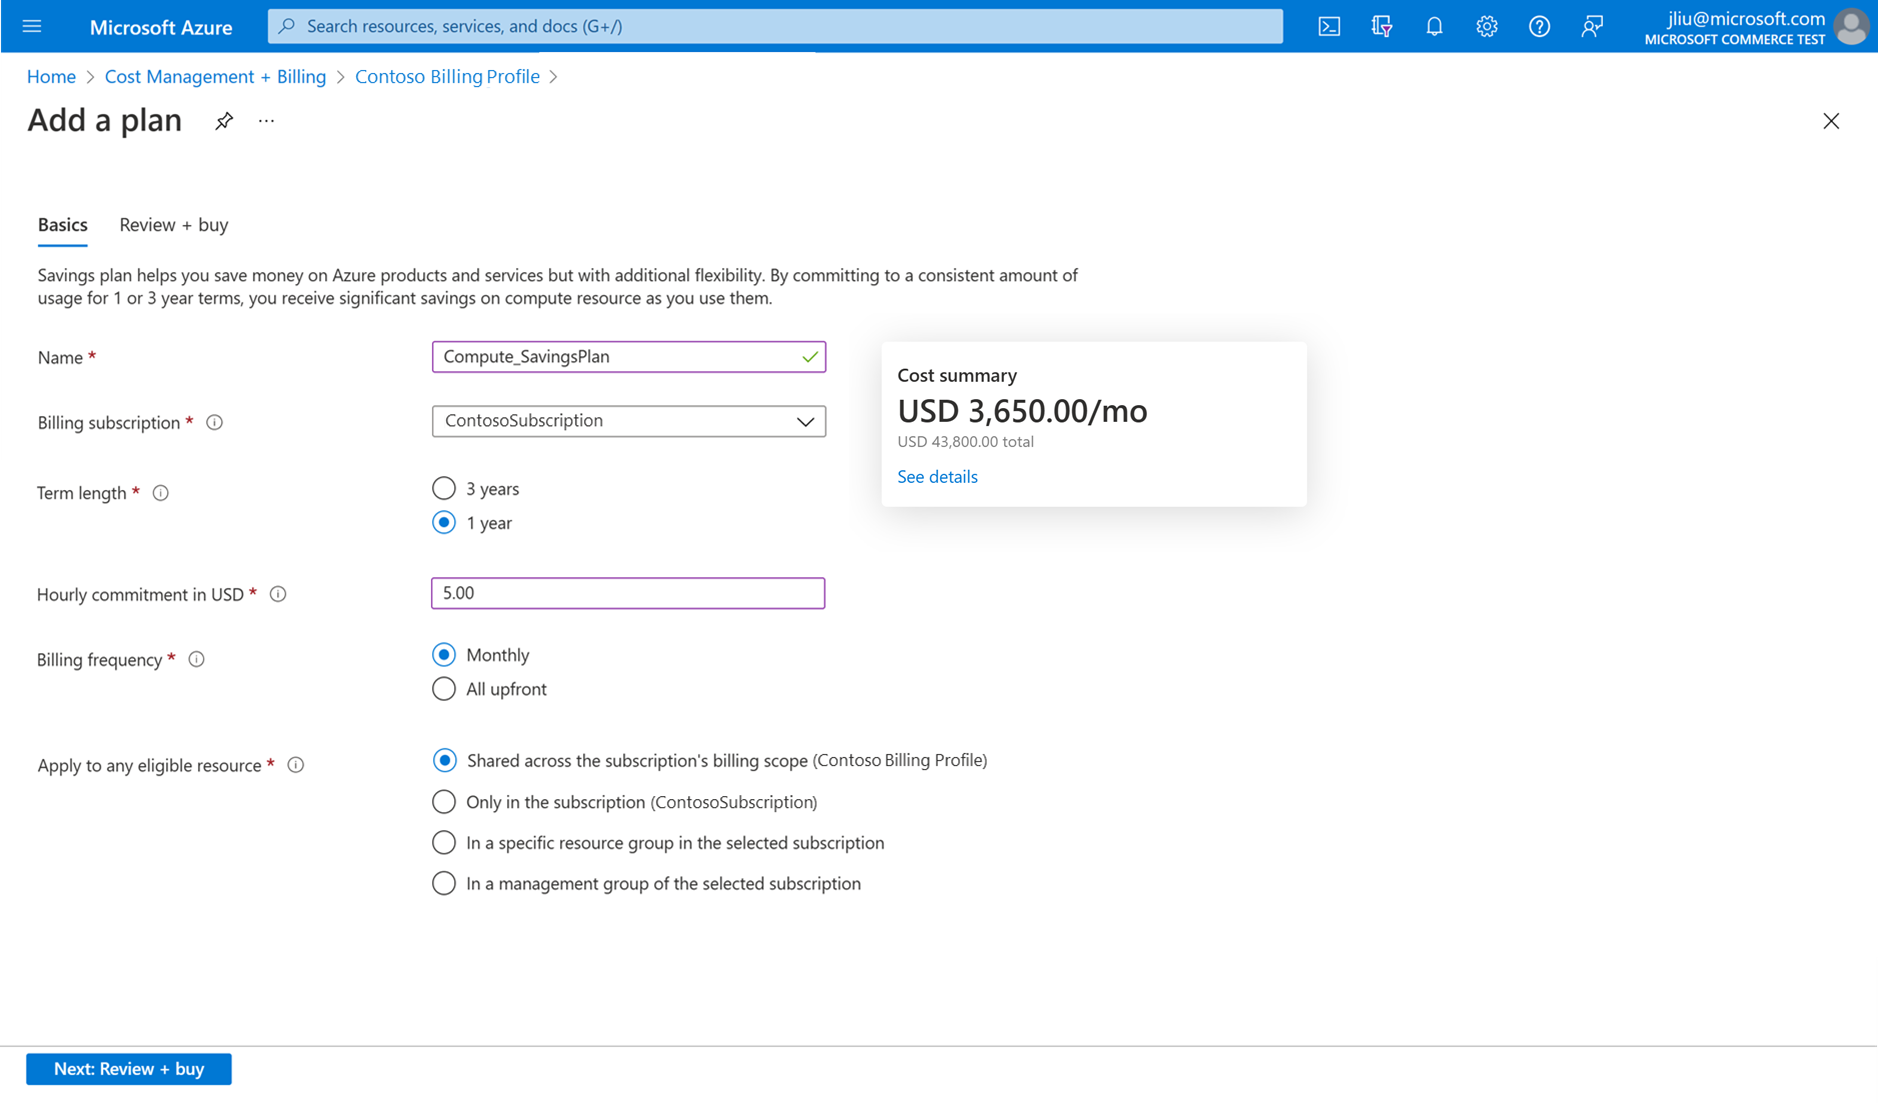 Microsoft Azure
Search resources, services, and docs (G+/)
jliu@microsoft.com
MICROSOFT COMMERCE TEST
Home > Cost Management + Billing > Contoso Billing Profile >
Add a plan
Basics
Review + buy
Savings plan helps you save money on Azure products and services but with additional flexibility. By committing to a consistent amount of
usage for 1 or 3 year terms, you receive significant savings on compute resource as you use them.
Name *
Compute_SavingsPlan
Billing subscription *
ContosoSubscription
Term length *
3 years
1 year
Hourly commitment in USD *
5.00
Billing frequency *
Monthly
All upfront
Apply to any eligible resource *
Shared across the subscription's billing scope (Contoso Billing Profile)
Only in the subscription (ContosoSubscription)
In a specific resource group in the selected subscription
In a management group of the selected subscription
Cost summary
USD 3,650.00/mo
USD 43,800.00 total
See details
Next: Review + buy